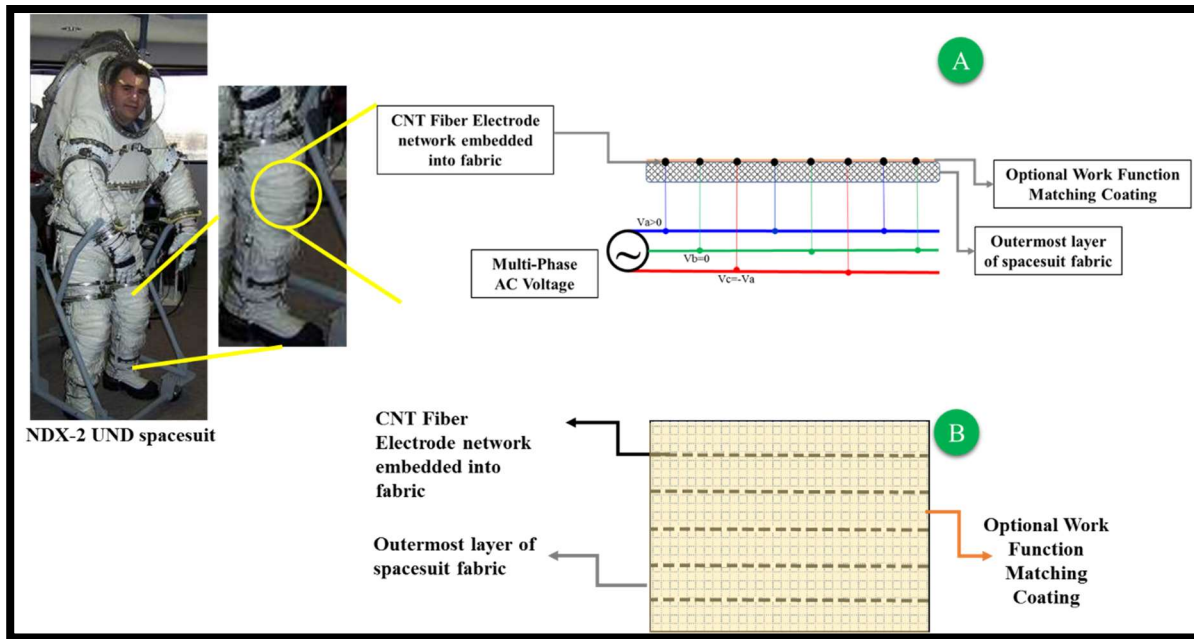 A
CNT Fiber Electrode
network embedded
into fabric
Optional Work Function
Matching Coating
Va>0
Outermost layer
of spacesuit fabric
Vb=0
Multi-Phase
AC Voltage
Vc=-Va
NDX-2 UND spacesuit
CNT Fiber
Electrode network
embedded into
fabric
B
Outermost layer of
spacesuit fabric
Optional Work
Function
Matching
Coating